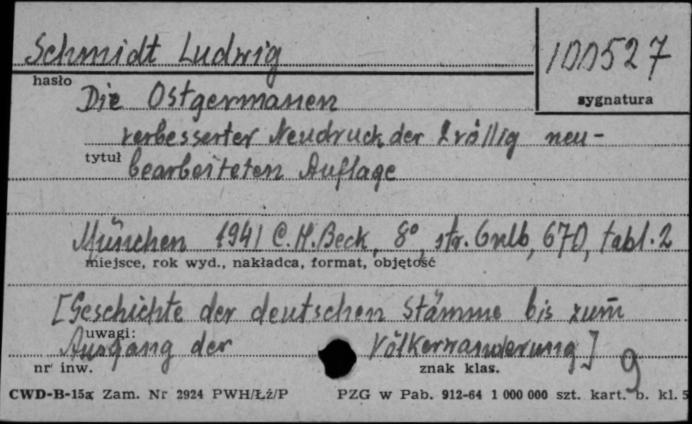 Schmidt Ludwig
100527
hasło
sygnatura
Die Ostgermanen
verbesserter Neudruck der 2 völlig neu-
tytuł
bearbeiteten Auflage
München 1941 C.H.Beck, 8°, str. 6nlb, 670, tabl. 2
miejsce, rok wyd., nakładca, format, objętość
[Geschichte der deutschen Stämme bis zum
uwagi:
Ausgang der Völkerwanderung]
9
nr inw.
znak klas.
CWD-B-15a Zam. Nr 2924 PWH/Łź/P PZG w Pab. 912-64 1 000 000 szt. kart. b. kl. 5